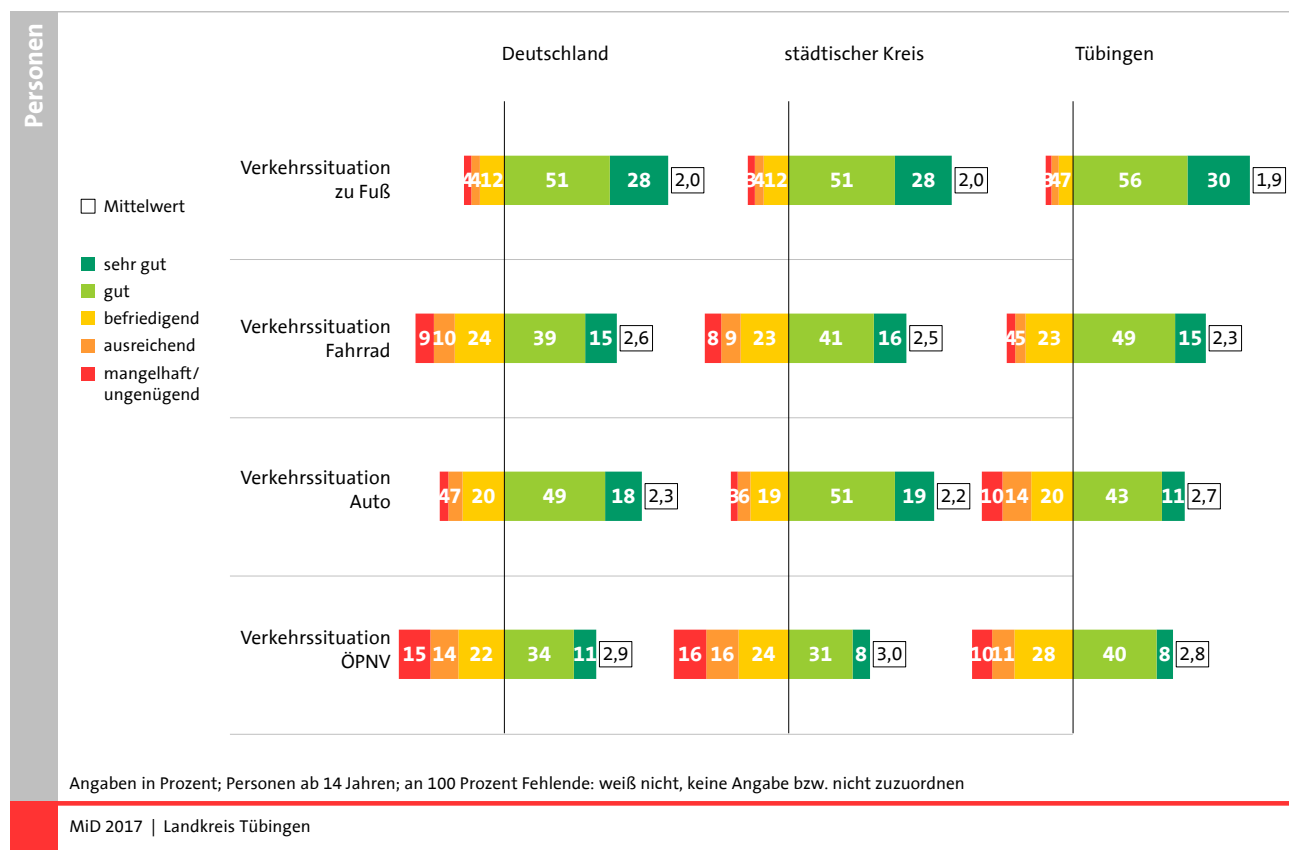 Personen
Deutschland
städtischer Kreis
Tübingen
Verkehrssituation
zu Fuß
4 4 12 51 28 2,0
3 4 12 51 28 2,0
3 4 7 56 30 1,9
Mittelwert
sehr gut
gut
befriedigend
ausreichend
mangelhaft/
ungenügend
Verkehrssituation
Fahrrad
9 10 24 39 15 2,6
8 9 23 41 16 2,5
4 5 23 49 15 2,3
Verkehrssituation
Auto
4 7 20 49 18 2,3
3 6 19 51 19 2,2
10 14 20 43 11 2,7
Verkehrssituation
ÖPNV
15 14 22 34 11 2,9
16 16 24 31 8 3,0
10 11 28 40 8 2,8
Angaben in Prozent; Personen ab 14 Jahren; an 100 Prozent Fehlende: weiß nicht, keine Angabe bzw. nicht zuzuordnen
MiD 2017 | Landkreis Tübingen